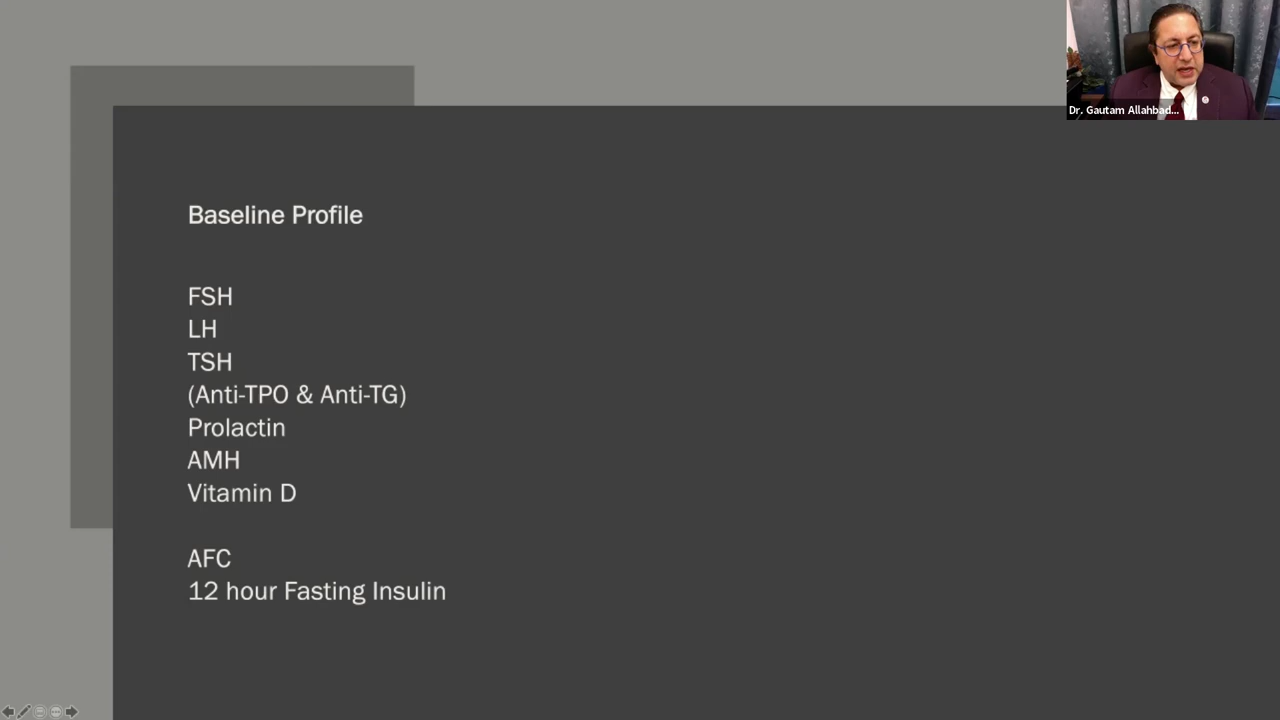 Dr. Gautam Allahbad...
Baseline Profile
FSH
LH
TSH
(Anti-TPO & Anti-TG)
Prolactin
AMH
Vitamin D
AFC
12 hour Fasting Insulin